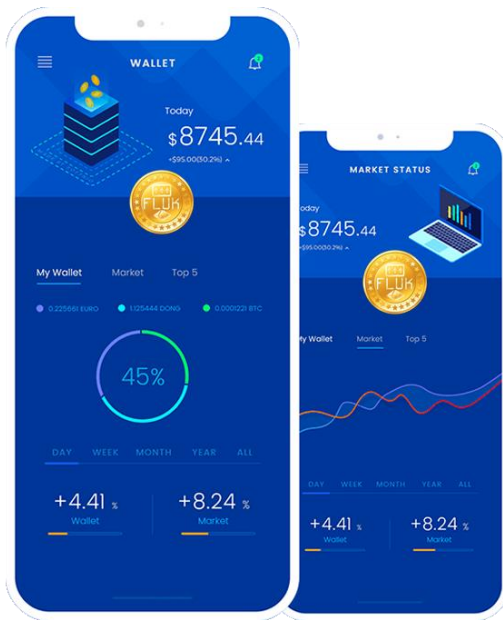 WALLET
Today
$8745.44
+$95.00(30.2%)
FLUK
My Wallet Market Top 5
0.225661 EURO 1.125444 DONG 0.0001221 BTC
45%
DAY WEEK MONTH YEAR ALL
+4.41 % +8.24 %
Wallet Market
MARKET STATUS
oday
$8745.44
+$95.00(30.2%)
FLUK
My Wallet Market Top 5
DAY WEEK MONTH YEAR ALL
+4.41 % +8.24 %
Wallet Market